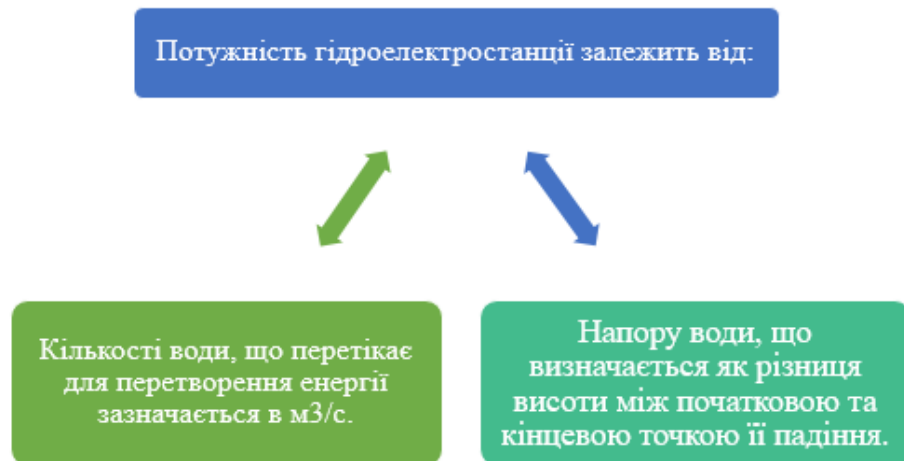 Потужність гідроелектростанції залежить від:
Кількості води, що перетікає
для перетворення енергії
зазначається в м3/с.
Напору води, що
визначається як різниця
висоти між початковою та
кінцевою точкою її падіння.